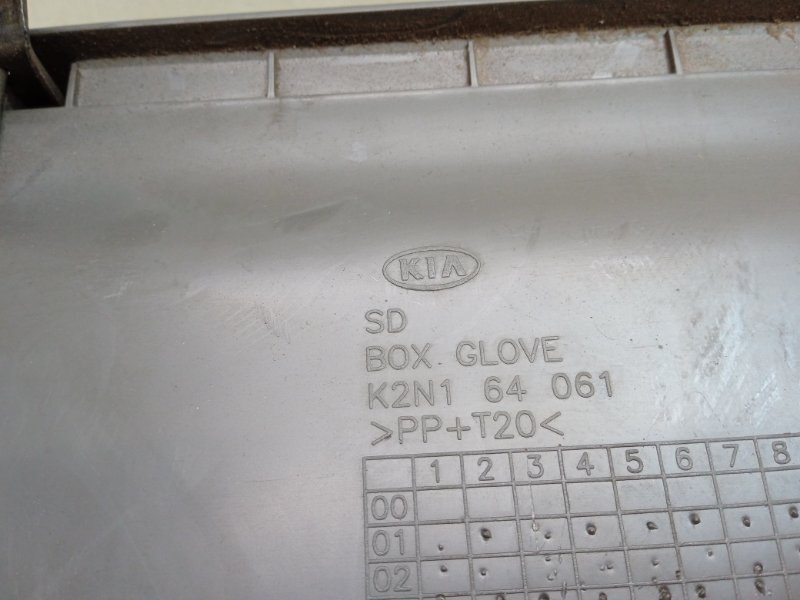 KIA
SD
BOX GLOVE
K2N1 64 061
>PP+T20<
1 2 3 4 5 6 7 8
00
01
02